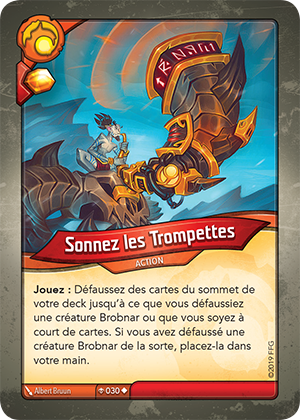 Sonnez les Trompettes
ACTION
Jouez : Défaussez des cartes du sommet de
votre deck jusqu'à ce que vous défaussiez
une créature Brobnar ou que vous soyez à
court de cartes. Si vous avez défaussé une
créature Brobnar de la sorte, placez-la dans
votre main.
©2019 FFG
Albert Bruun
030